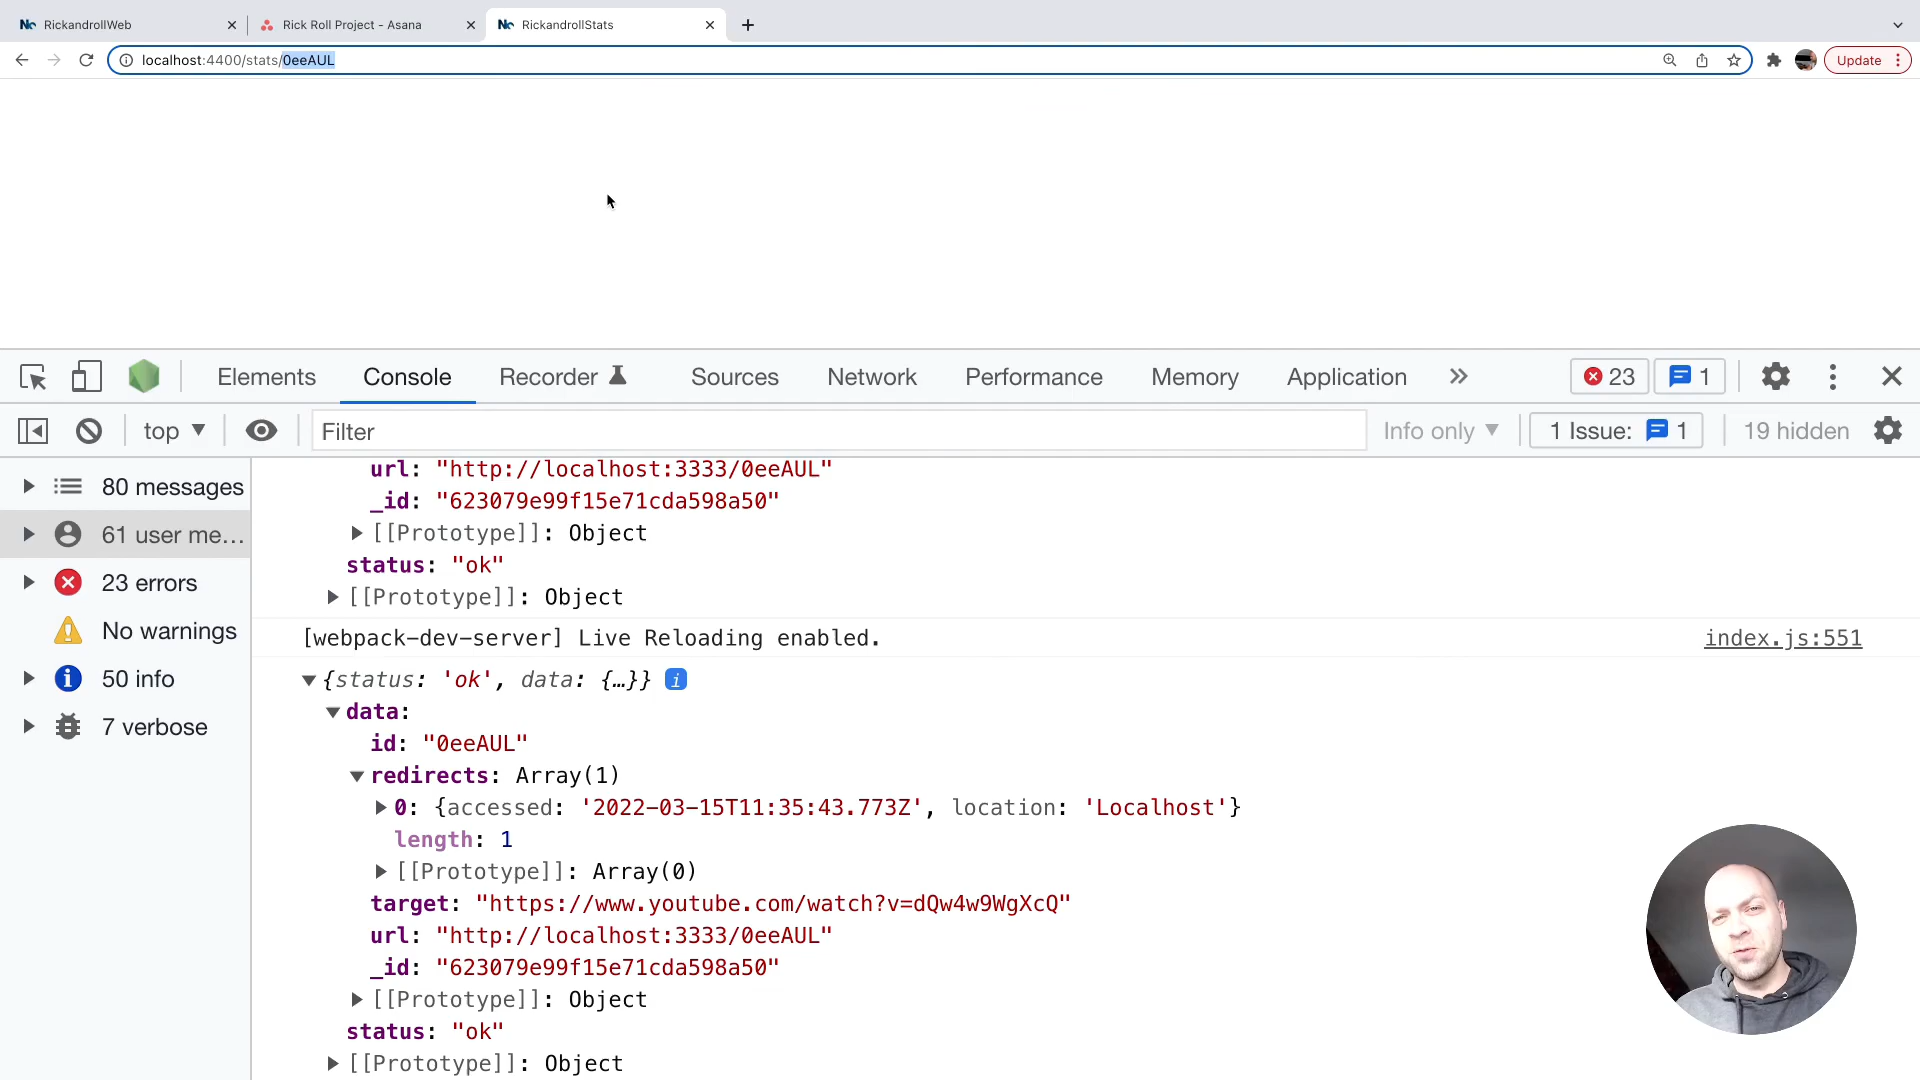 RickandrollWeb
Rick Roll Project - Asana
RickandrollStats
localhost:4400/stats/0eeAUL
Update
Elements
Console
Recorder
Sources
Network
Performance
Memory
Application
23
1
top
Filter
Info only
1 Issue: 1
19 hidden
80 messages
61 user me…
23 errors
No warnings
50 info
7 verbose
url: "http://localhost:3333/0eeAUL"
_id: "623079e99f15e71cda598a50"
[[Prototype]]: Object
status: "ok"
[[Prototype]]: Object
[webpack-dev-server] Live Reloading enabled.
index.js:551
{status: 'ok', data: {…}}
data:
id: "0eeAUL"
redirects: Array(1)
0: {accessed: '2022-03-15T11:35:43.773Z', location: 'Localhost'}
length: 1
[[Prototype]]: Array(0)
target: "https://www.youtube.com/watch?v=dQw4w9WgXcQ"
url: "http://localhost:3333/0eeAUL"
_id: "623079e99f15e71cda598a50"
[[Prototype]]: Object
status: "ok"
[[Prototype]]: Object